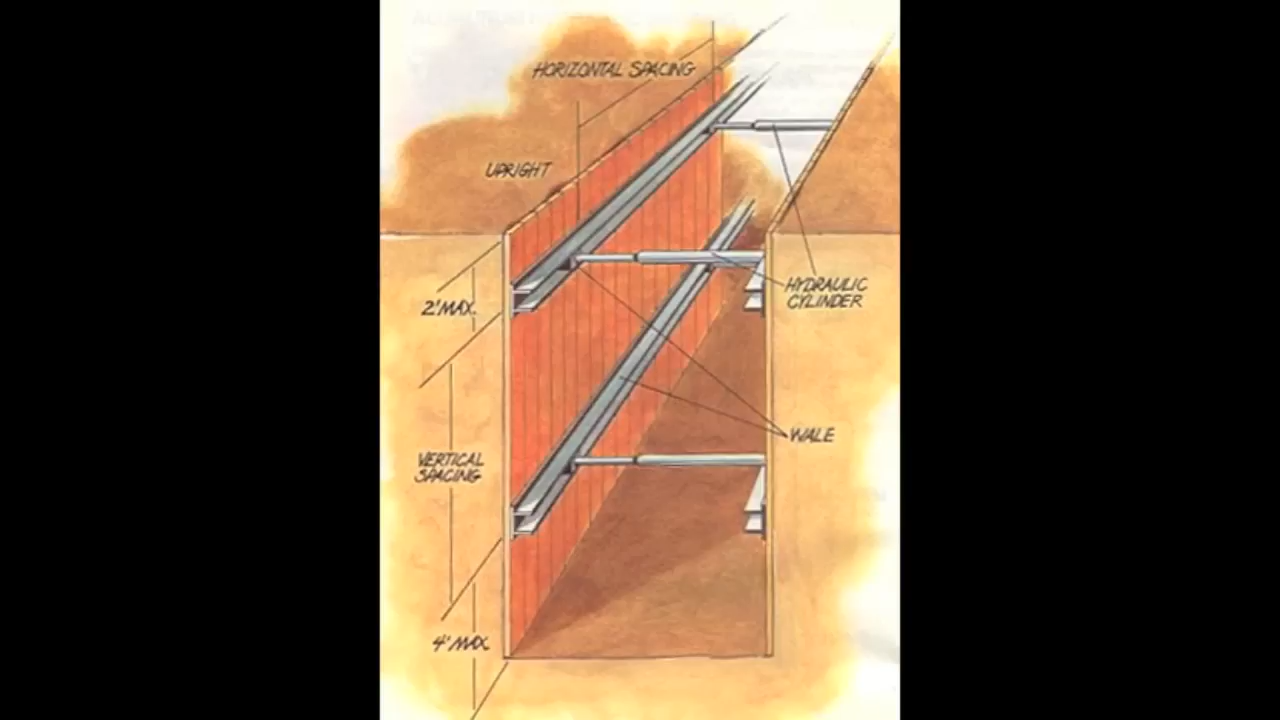 HORIZONTAL SPACING
UPRIGHT
HYDRAULIC
CYLINDER
2' MAX.
WALE
VERTICAL
SPACING
4' MAX.